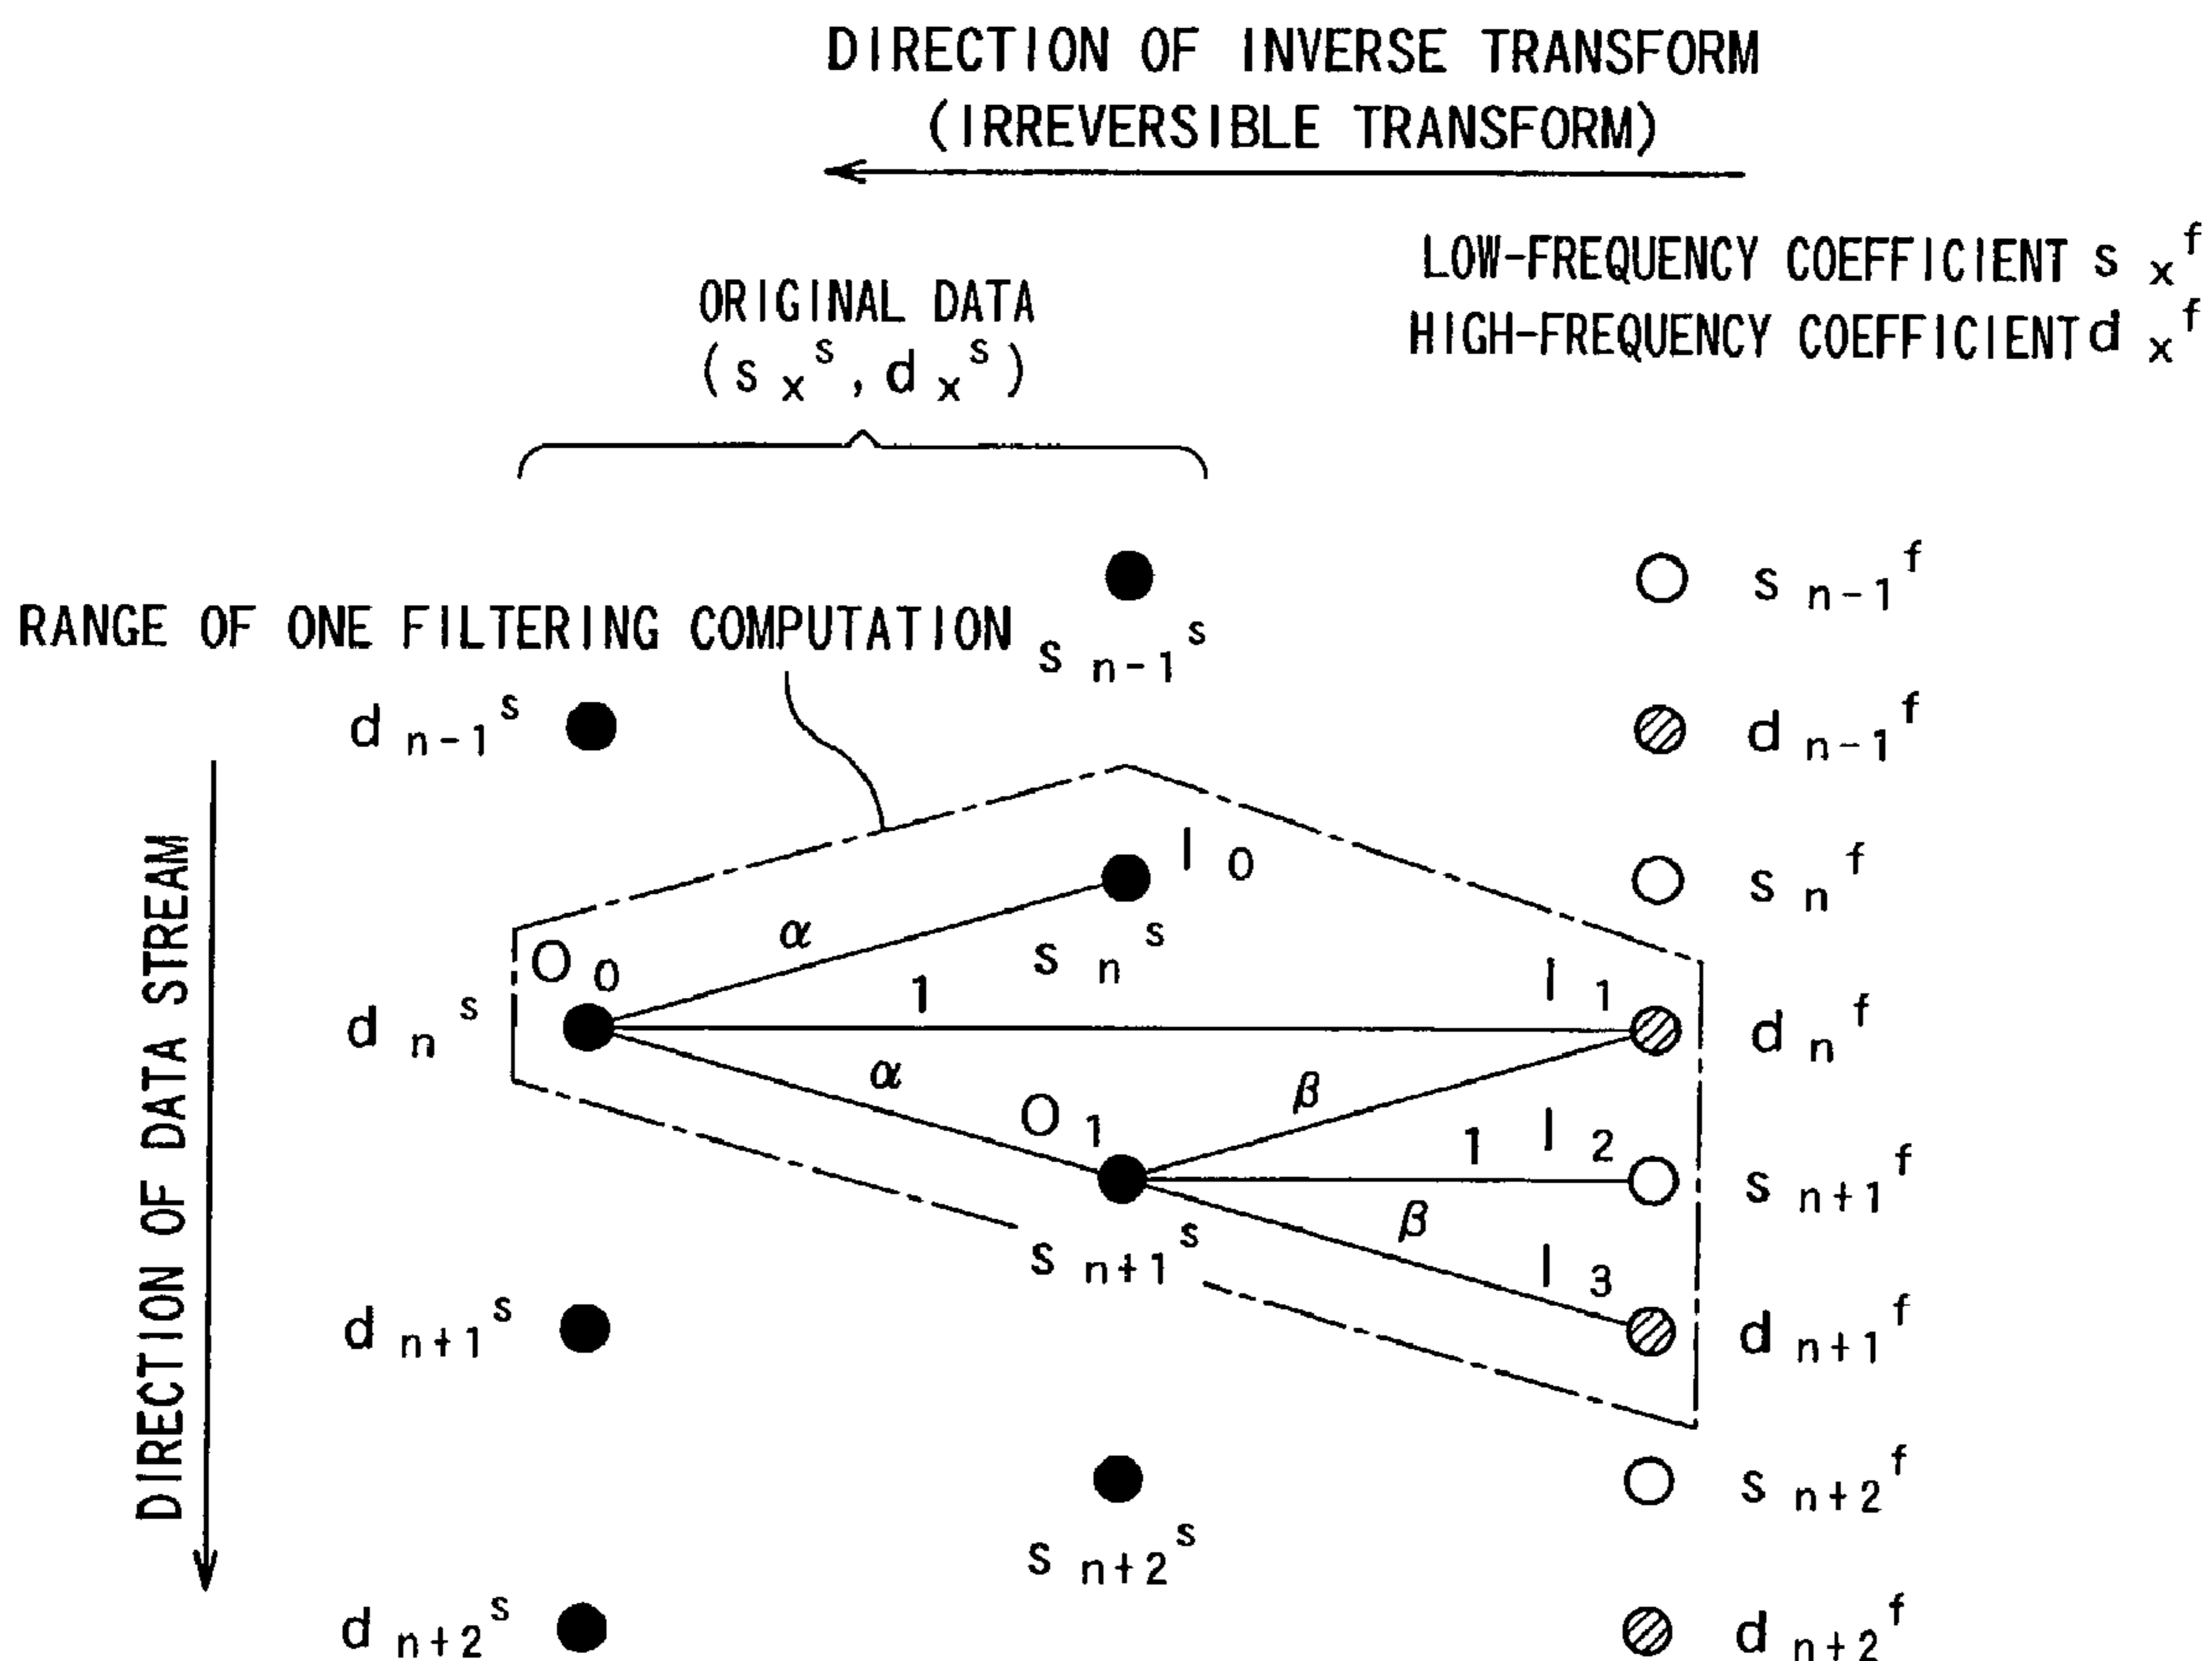 DIRECTION OF INVERSE TRANSFORM
(IRREVERSIBLE TRANSFORM)
LOW-FREQUENCY COEFFICIENT s x f
HIGH-FREQUENCY COEFFICIENT d x f
ORIGINAL DATA
(s x s, d x s)
s n-1 f
RANGE OF ONE FILTERING COMPUTATION
s n-1 s
d n-1 s
d n-1 f
DIRECTION OF DATA STREAM
I 0
s n f
α
s n s
O 0
1
I 1
d n s
d n f
α
β
O 1
1
I 2
s n+1 f
β
s n+1 s
I 3
d n+1 s
d n+1 f
s n+2 f
s n+2 s
d n+2 s
d n+2 f